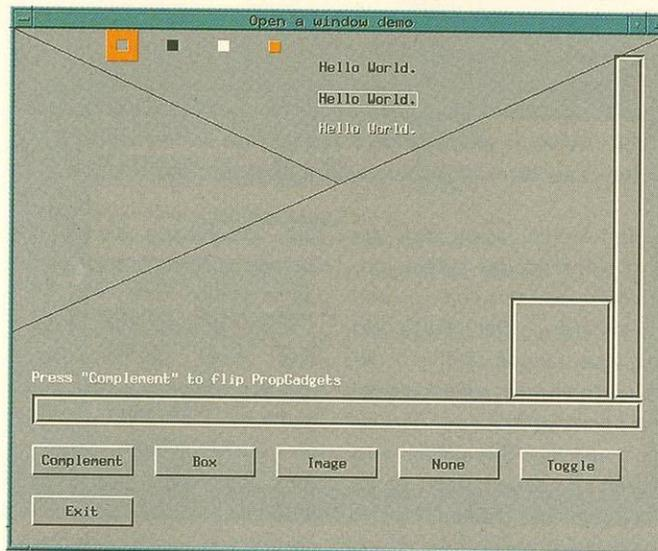 Open a window demo
Hello World.
Hello World.
Hello World.
Press "Complement" to flip PropGadgets
Complement
Box
Image
None
Toggle
Exit